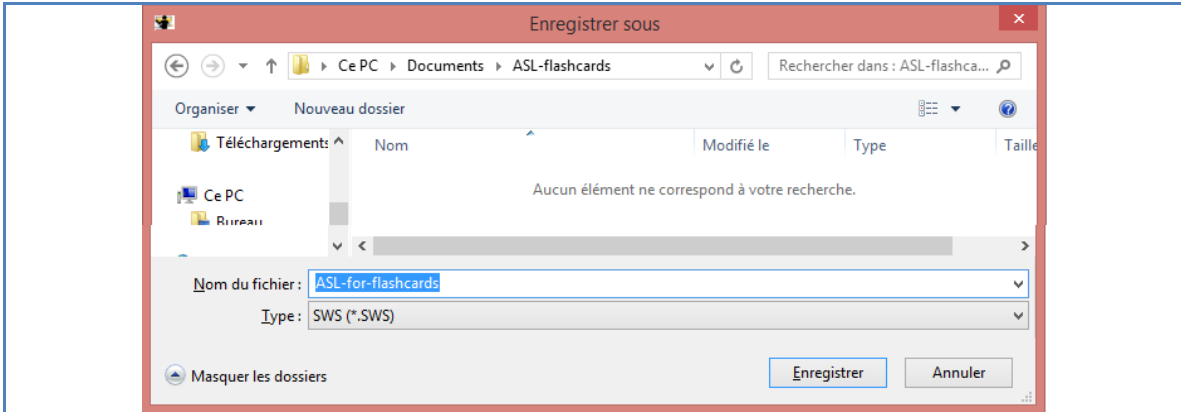 Enregistrer sous
Ce PC Documents ASL-flashcards Rechercher dans : ASL-flashca...
Organiser Nouveau dossier
Téléchargements Nom Modifié le Type Taille
Aucun élément ne correspond à votre recherche.
Ce PC
Bureau
Nom du fichier : ASL-for-flashcards
Type : SWS (*.SWS)
Masquer les dossiers Enregistrer Annuler